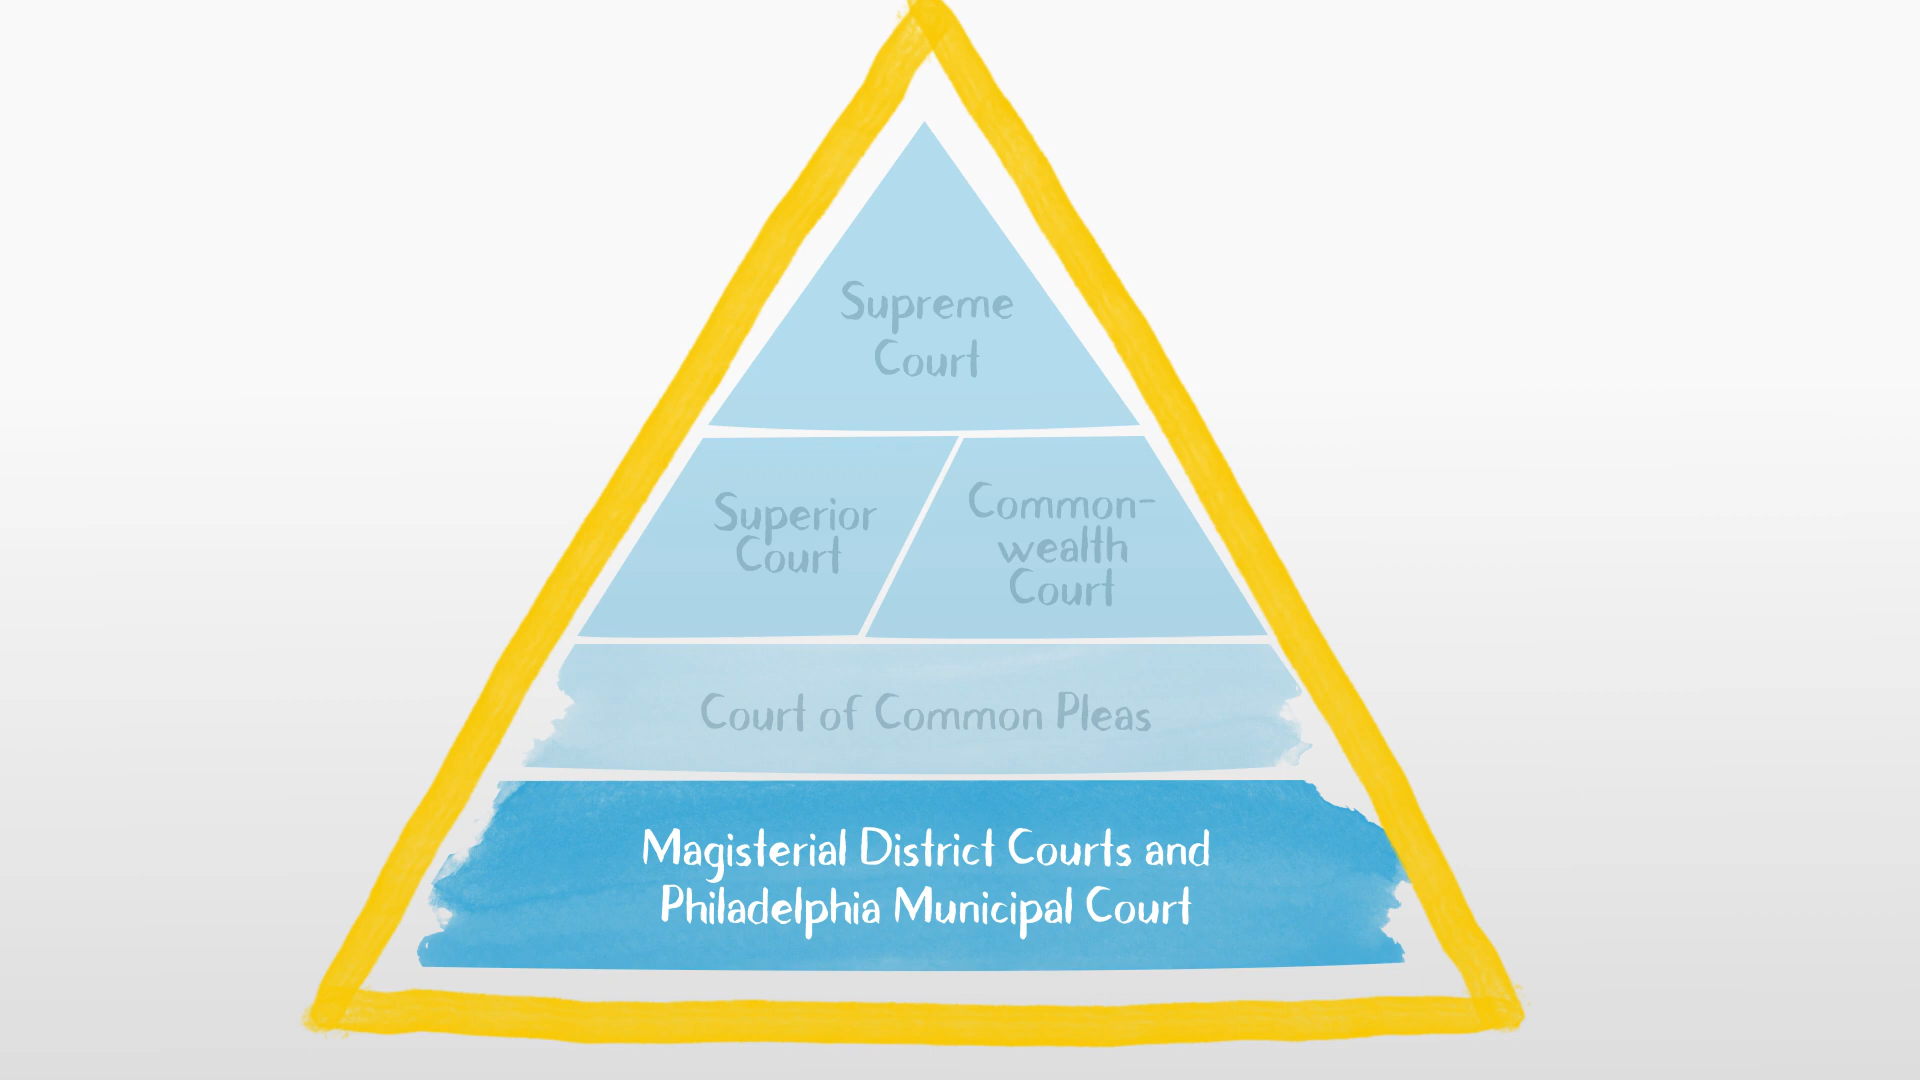 Supreme
Court
Superior
Court
Common-
wealth
Court
Court of Common Pleas
Magisterial District Courts and
Philadelphia Municipal Court